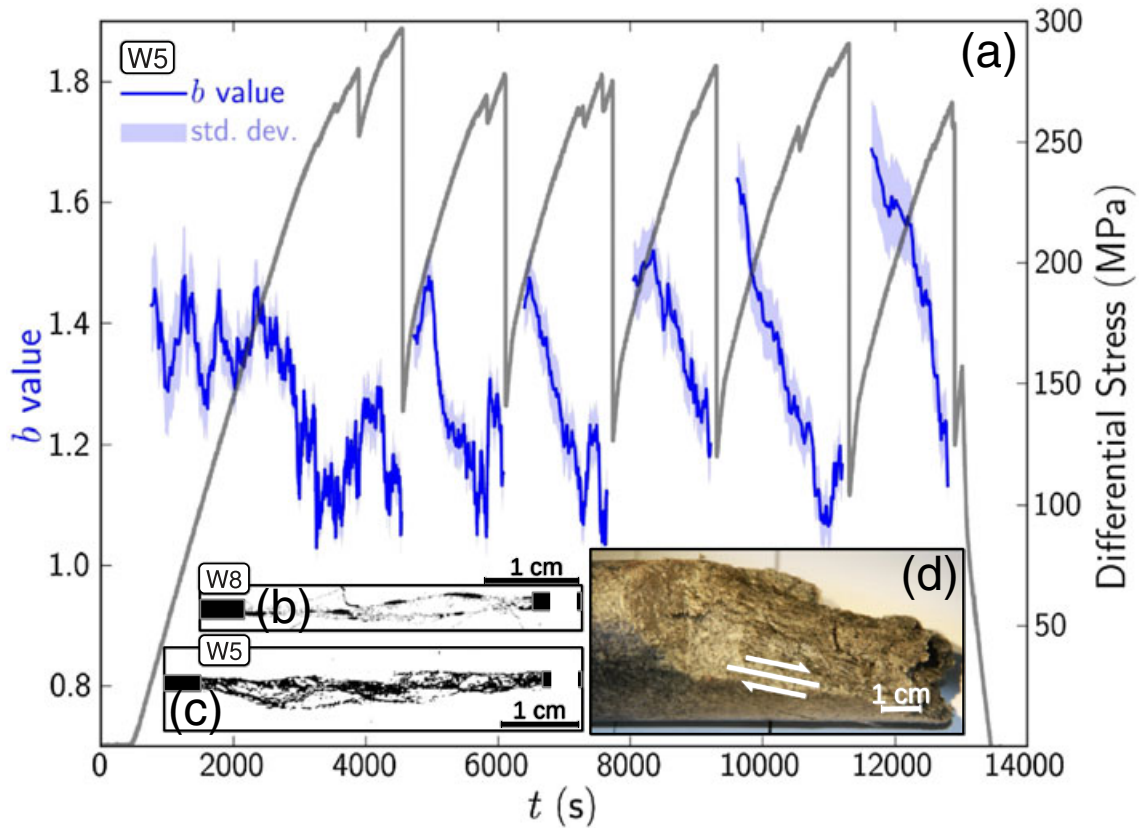 (a)
W5
b value
std. dev.
1.8
1.6
1.4
1.2
1.0
0.8
b value
300
250
200
150
100
50
Differential Stress (MPa)
W8
(b)
1 cm
W5
(c)
1 cm
(d)
1 cm
0
2000
4000
6000
8000
10000
12000
14000
t (s)